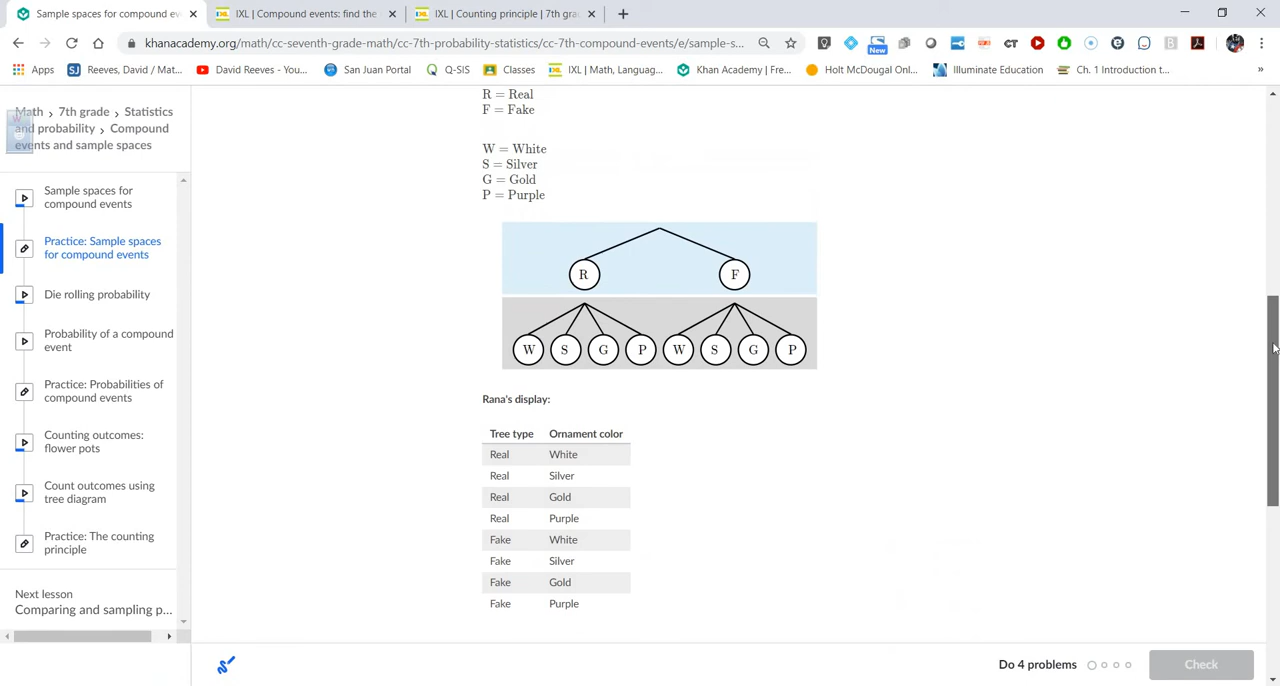 Sample spaces for compound ev
IXL | Compound events: find the
IXL | Counting principle | 7th grad
khanacademy.org/math/cc-seventh-grade-math/cc-7th-probability-statistics/cc-7th-compound-events/e/sample-s...
New
Apps
Reeves, David / Mat...
David Reeves - You...
San Juan Portal
Q-SIS
Classes
IXL | Math, Languag...
Khan Academy | Fre...
Holt McDougal Onl...
Illuminate Education
Ch. 1 Introduction t...
»
Math > 7th grade > Statistics
and probability > Compound
events and sample spaces
Sample spaces for
compound events
Practice: Sample spaces
for compound events
Die rolling probability
Probability of a compound
event
Practice: Probabilities of
compound events
Counting outcomes:
flower pots
Count outcomes using
tree diagram
Practice: The counting
principle
Next lesson
Comparing and sampling p...
R = Real
F = Fake
W = White
S = Silver
G = Gold
P = Purple
R F
W S G P W S G P
Rana's display:
Tree type Ornament color
Real White
Real Silver
Real Gold
Real Purple
Fake White
Fake Silver
Fake Gold
Fake Purple
Do 4 problems
Check